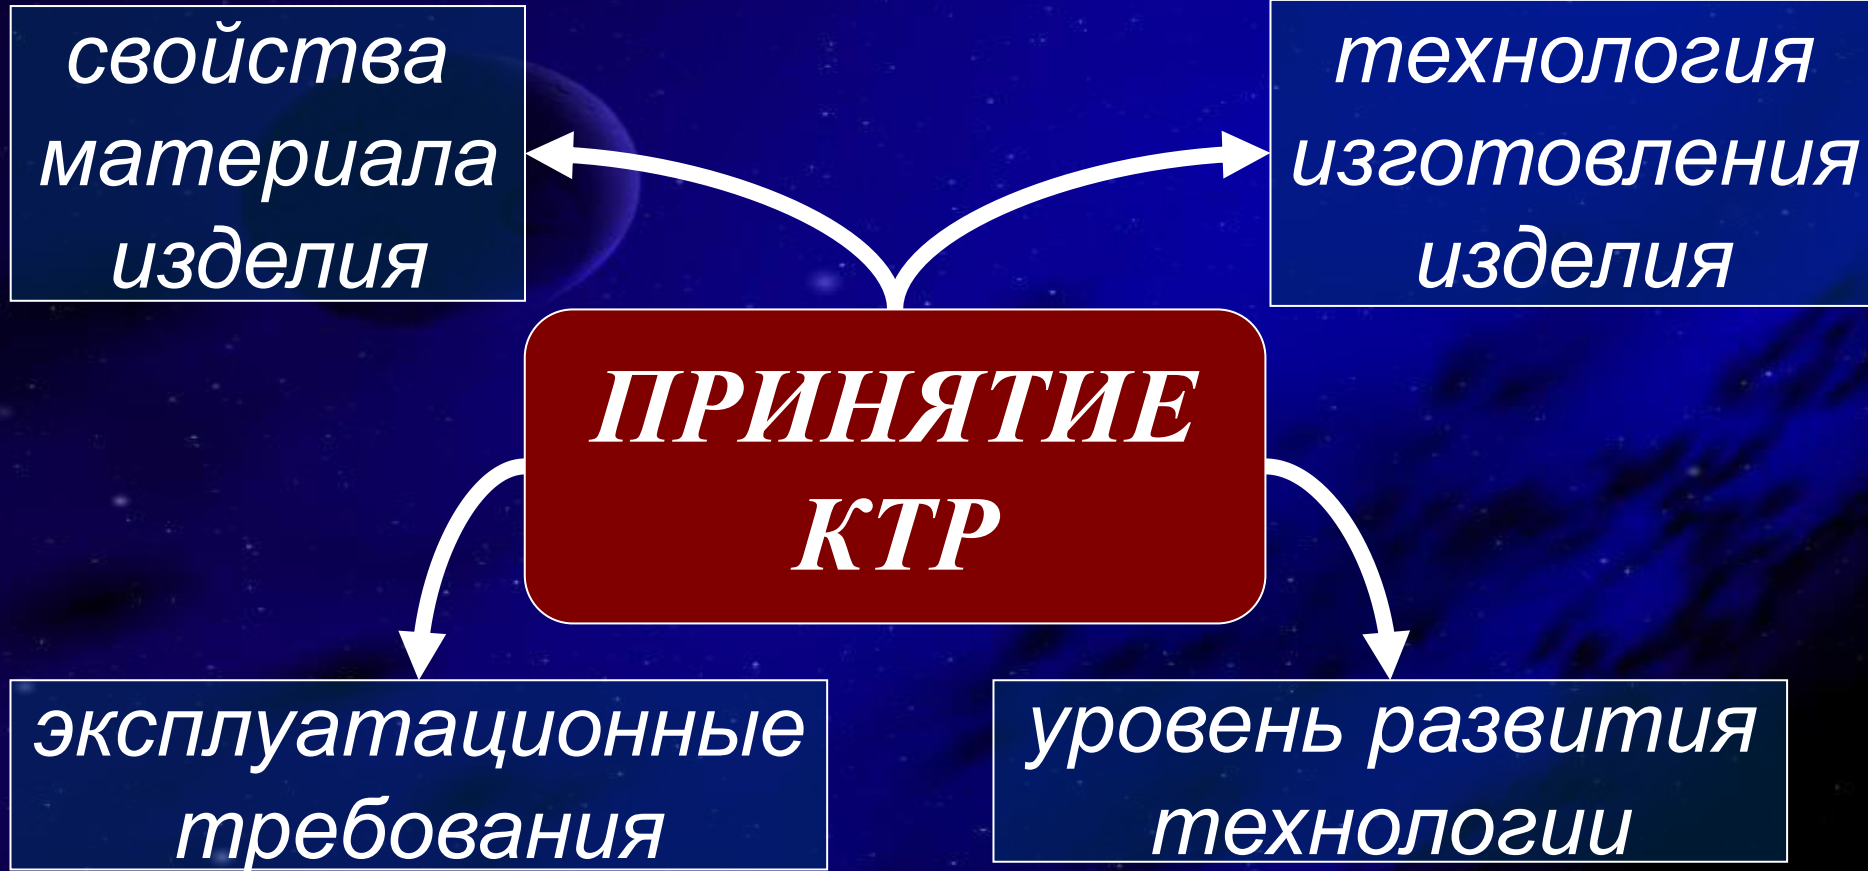 свойства
материала
изделия
технология
изготовления
изделия
ПРИНЯТИЕ
КТР
эксплуатационные
требования
уровень развития
технологии